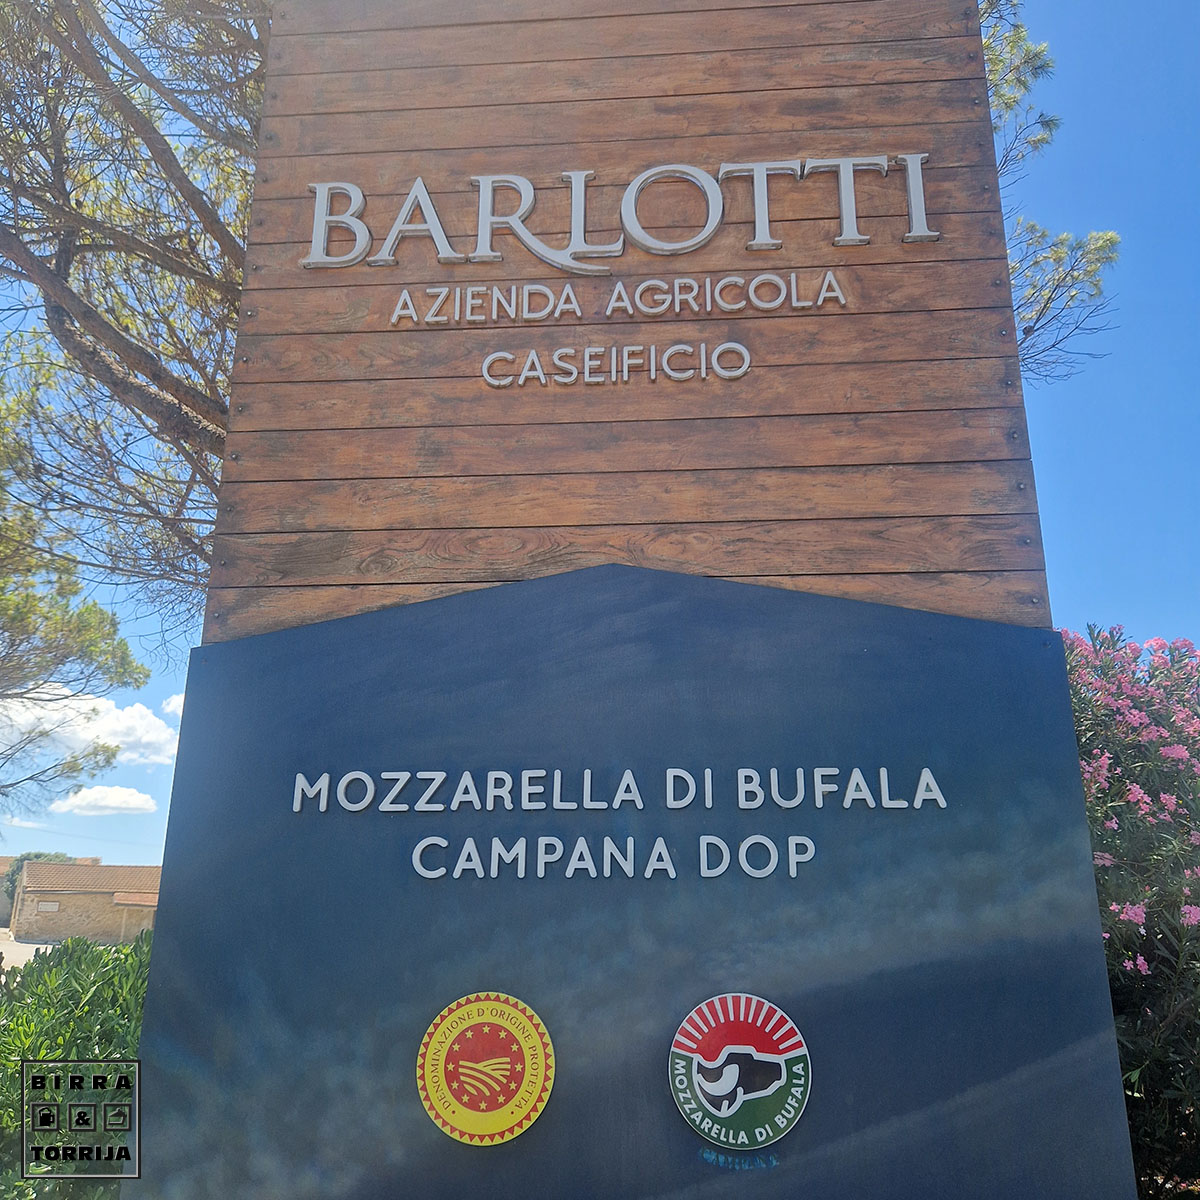 BARLOTTI
AZIENDA AGRICOLA
CASEIFICIO
MOZZARELLA DI BUFALA
CAMPANA DOP
DENOMINAZIONE D'ORIGINE PROTETTA
MOZZARELLA DI BUFALA
BIRRA
&
TORRIJA